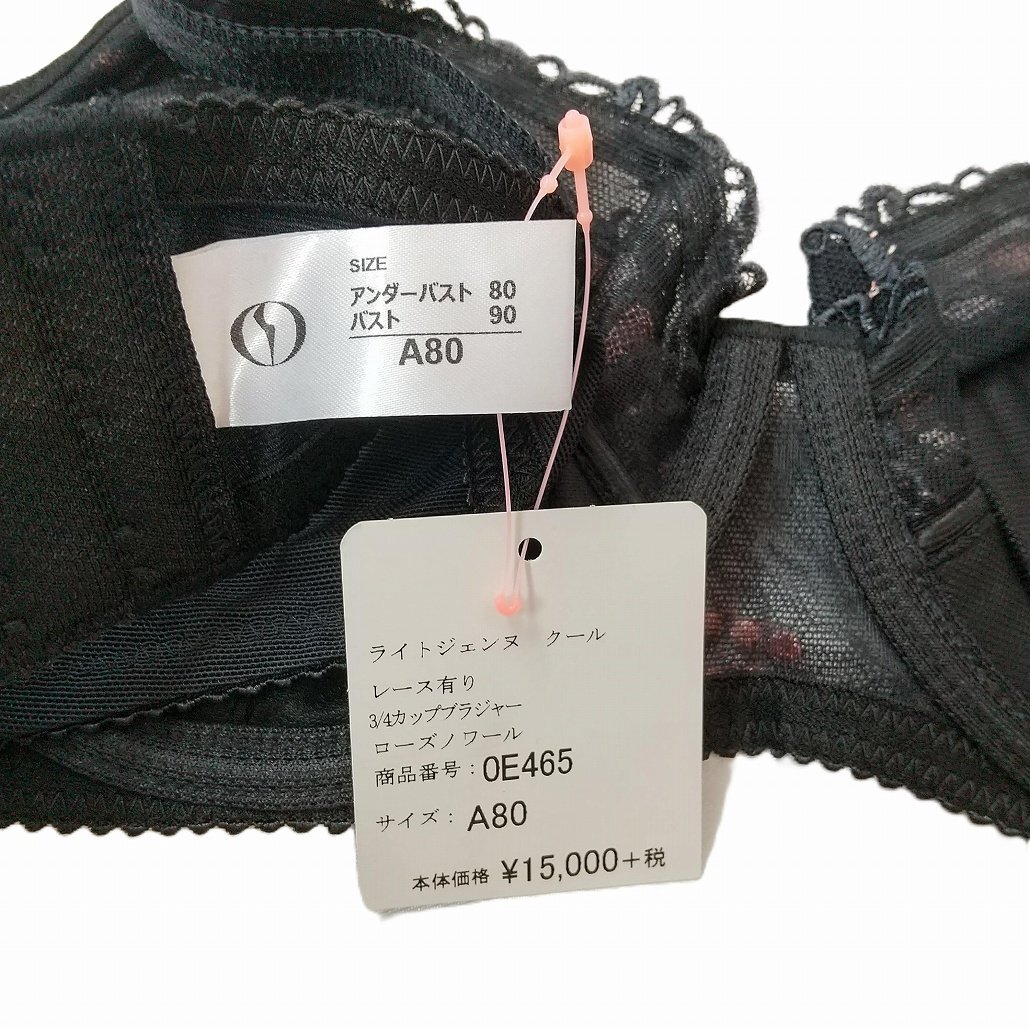 SIZE
アンダーバスト 80
バスト 90
A80
ライトジェンヌ クール
レース有り
3/4カップブラジャー
ローズノワール
商品番号：0E465
サイズ：A80
本体価格 ¥15,000+税